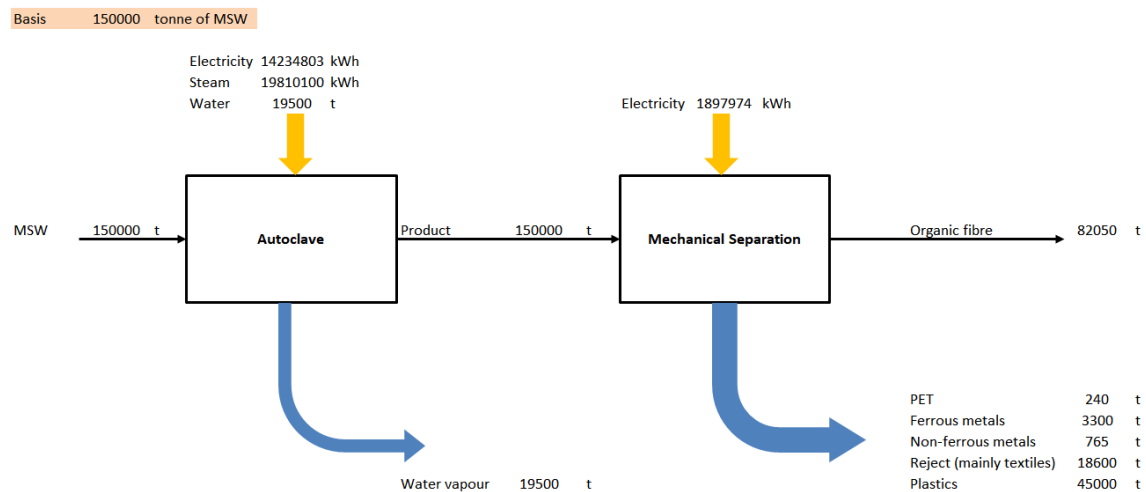 Basis 150000 tonne of MSW
Electricity 14234803 kWh
Steam 19810100 kWh
Water 19500 t
Electricity 1897974 kWh
MSW 150000 t
Autoclave
Product 150000 t
Mechanical Separation
Organic fibre 82050 t
PET 240 t
Ferrous metals 3300 t
Non-ferrous metals 765 t
Reject (mainly textiles) 18600 t
Plastics 45000 t
Water vapour 19500 t